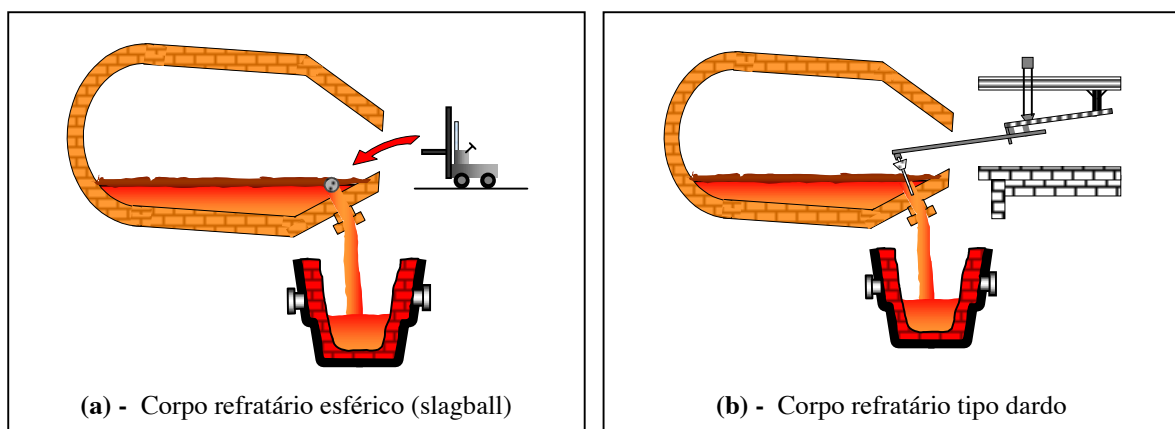 (a) - Corpo refratário esférico (slagball)
(b) - Corpo refratário tipo dardo